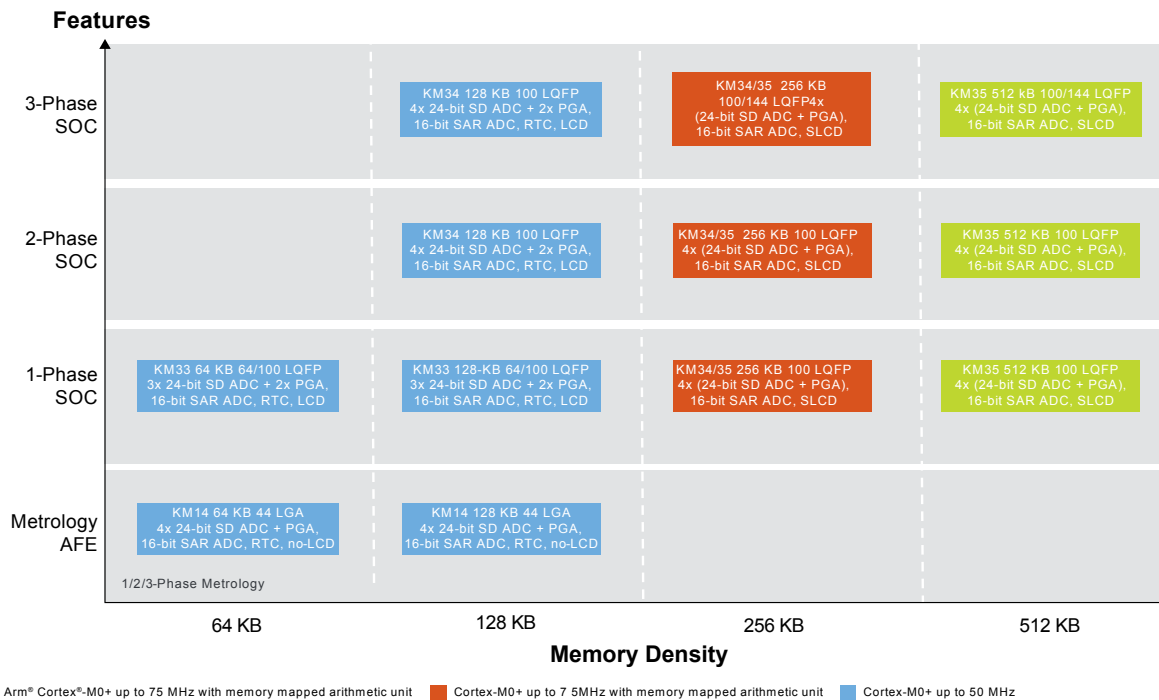 Features
3-Phase
SOC
KM34 128 KB 100 LQFP
4x 24-bit SD ADC + 2x PGA,
16-bit SAR ADC, RTC, LCD
KM34/35 256 KB
100/144 LQFP4x
(24-bit SD ADC + PGA),
16-bit SAR ADC, SLCD
KM35 512 kB 100/144 LQFP
4x (24-bit SD ADC + PGA),
16-bit SAR ADC, SLCD
2-Phase
SOC
KM34 128 KB 100 LQFP
4x 24-bit SD ADC + 2x PGA,
16-bit SAR ADC, RTC, LCD
KM34/35 256 KB 100 LQFP
4x (24-bit SD ADC + PGA),
16-bit SAR ADC, SLCD
KM35 512 KB 100 LQFP
4x (24-bit SD ADC + PGA),
16-bit SAR ADC, SLCD
1-Phase
SOC
KM33 64 KB 64/100 LQFP
3x 24-bit SD ADC + 2x PGA,
16-bit SAR ADC, RTC, LCD
KM33 128-KB 64/100 LQFP
3x 24-bit SD ADC + 2x PGA,
16-bit SAR ADC, RTC, LCD
KM34/35 256 KB 100 LQFP
4x (24-bit SD ADC + PGA),
16-bit SAR ADC, SLCD
KM35 512 KB 100 LQFP
4x (24-bit SD ADC + PGA),
16-bit SAR ADC, SLCD
Metrology
AFE
KM14 64 KB 44 LGA
4x 24-bit SD ADC + PGA,
16-bit SAR ADC, RTC, no-LCD
KM14 128 KB 44 LGA
4x 24-bit SD ADC + PGA,
16-bit SAR ADC, RTC, no-LCD
1/2/3-Phase Metrology
64 KB
128 KB
256 KB
512 KB
Memory Density
Arm® Cortex®-M0+ up to 75 MHz with memory mapped arithmetic unit
Cortex-M0+ up to 7 5MHz with memory mapped arithmetic unit
Cortex-M0+ up to 50 MHz